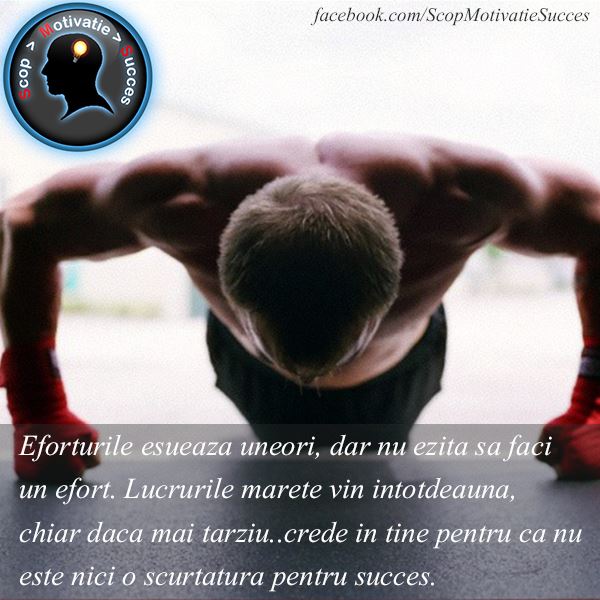 facebook.com/ScopMotivatieSucces
Scop > Motivatie > Succes
Eforturile esueaza uneori, dar nu ezita sa faci
un efort. Lucrurile marete vin intotdeauna,
chiar daca mai tarziu..crede in tine pentru ca nu
este nici o scurtatura pentru succes.